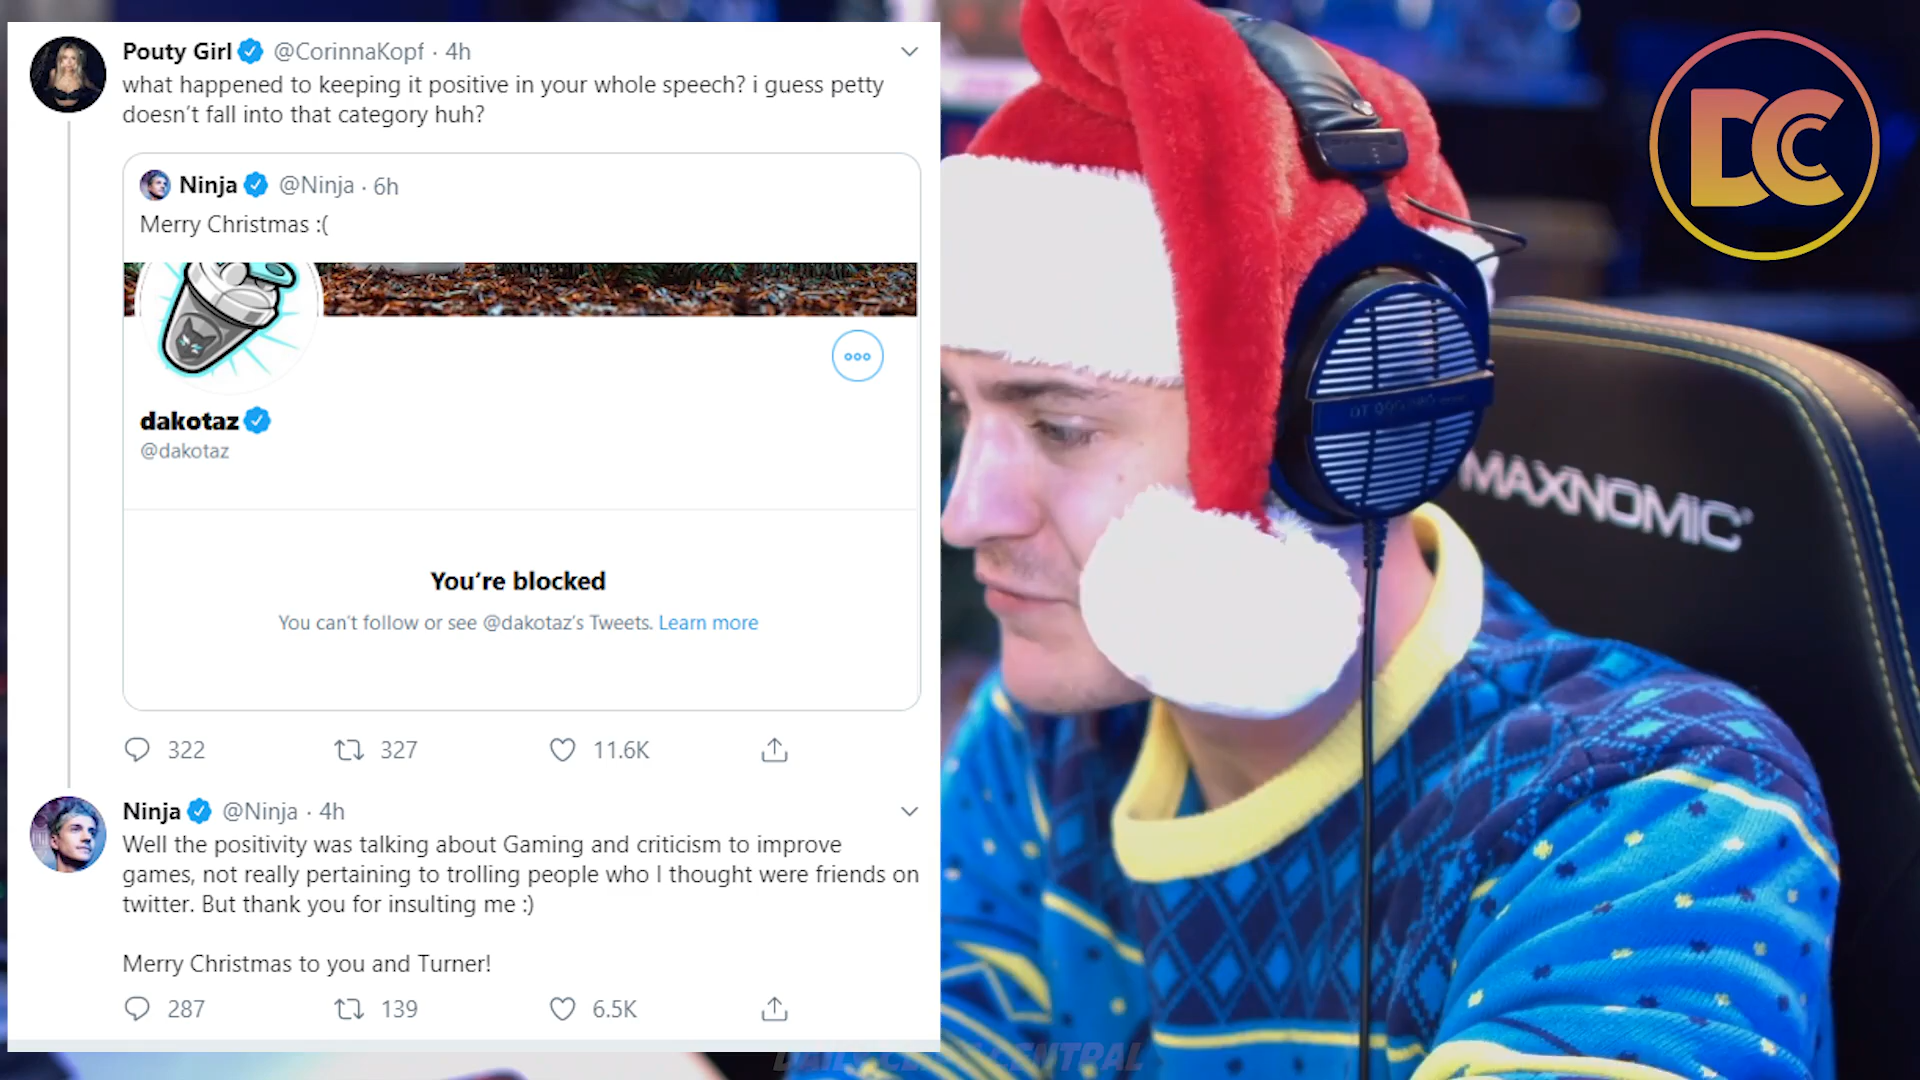 Pouty Girl @CorinnaKopf · 4h
what happened to keeping it positive in your whole speech? i guess petty
doesn't fall into that category huh?
Ninja @Ninja · 6h
Merry Christmas :(
dakotaz
@dakotaz
You're blocked
You can't follow or see @dakotaz's Tweets. Learn more
322 327 11.6K
Ninja @Ninja · 4h
Well the positivity was talking about Gaming and criticism to improve
games, not really pertaining to trolling people who I thought were friends on
twitter. But thank you for insulting me :)
Merry Christmas to you and Turner!
287 139 6.5K
DCC
MAXNOMIC
CENTRAL